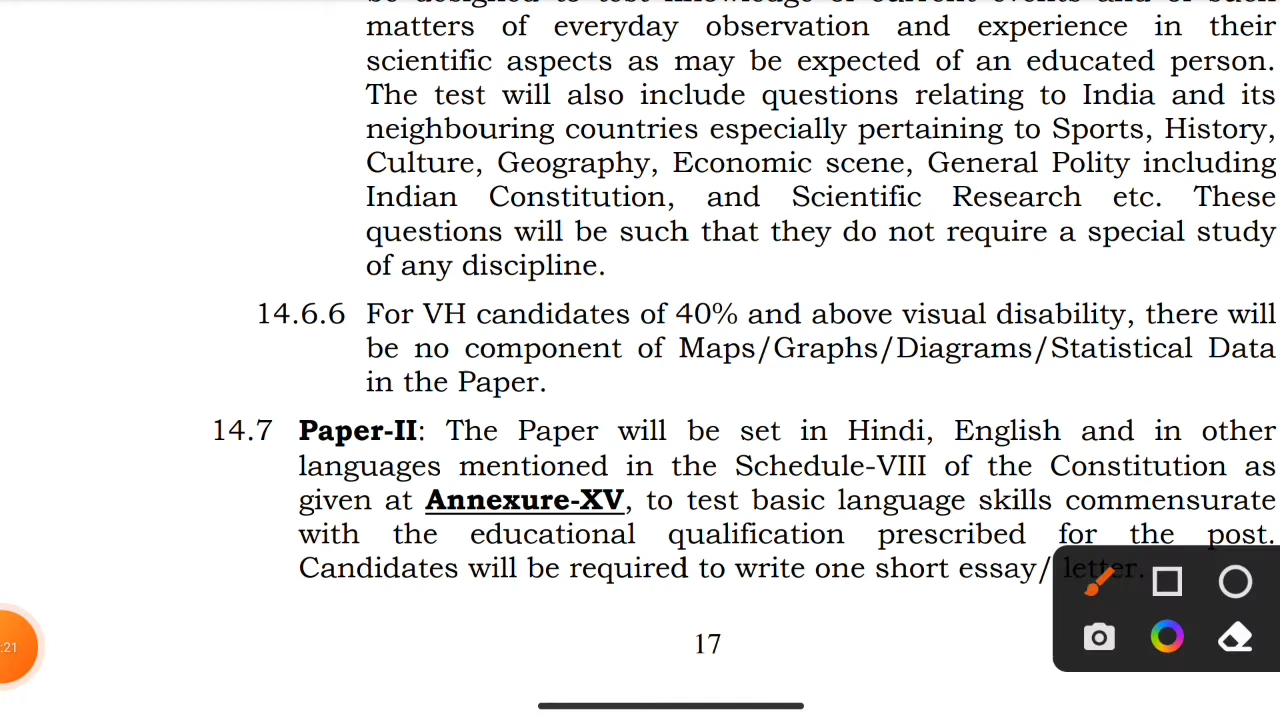 matters of everyday observation and experience in their
scientific aspects as may be expected of an educated person.
The test will also include questions relating to India and its
neighbouring countries especially pertaining to Sports, History,
Culture, Geography, Economic scene, General Polity including
Indian Constitution, and Scientific Research etc. These
questions will be such that they do not require a special study
of any discipline.
14.6.6 For VH candidates of 40% and above visual disability, there will
be no component of Maps/Graphs/Diagrams/Statistical Data
in the Paper.
14.7 Paper-II: The Paper will be set in Hindi, English and in other
languages mentioned in the Schedule-VIII of the Constitution as
given at Annexure-XV, to test basic language skills commensurate
with the educational qualification prescribed for the post.
Candidates will be required to write one short essay/ letter.
:21
17